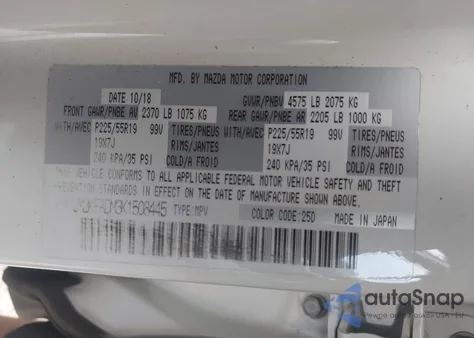 MFD. BY MAZDA MOTOR CORPORATION
DATE 10/18 GVWR/PNBV 4575 LB 2075 KG
FRONT GAWR/PNBE AV 2370 LB 1075 KG REAR GAWR/PNBE AR 2205 LB 1000 KG
WITH/AVEC P225/55R19 99V TIRES/PNEUS WITH/AVEC P225/55R19 99V TIRES/PNEUS
19X7J RIMS/JANTES 19X7J RIMS/JANTES
240 KPA/35 PSI COLD/A FROID 240 KPA/35 PSI COLD/A FROID
THIS VEHICLE CONFORMS TO ALL APPLICABLE FEDERAL MOTOR VEHICLE SAFETY AND THEFT
PREVENTION STANDARDS IN EFFECT ON THE DATE OF MANUFACTURE SHOWN ABOVE.
TYPE:MPV COLOR CODE:25D MADE IN JAPAN
autoSnap
Pewne auto z USA i EU